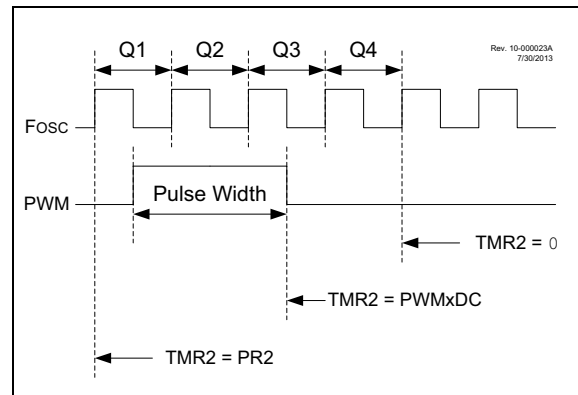 Q1 Q2 Q3 Q4
Rev. 10-000023A
7/30/2013
FOSC
PWM
Pulse Width
TMR2 = 0
TMR2 = PWMxDC
TMR2 = PR2